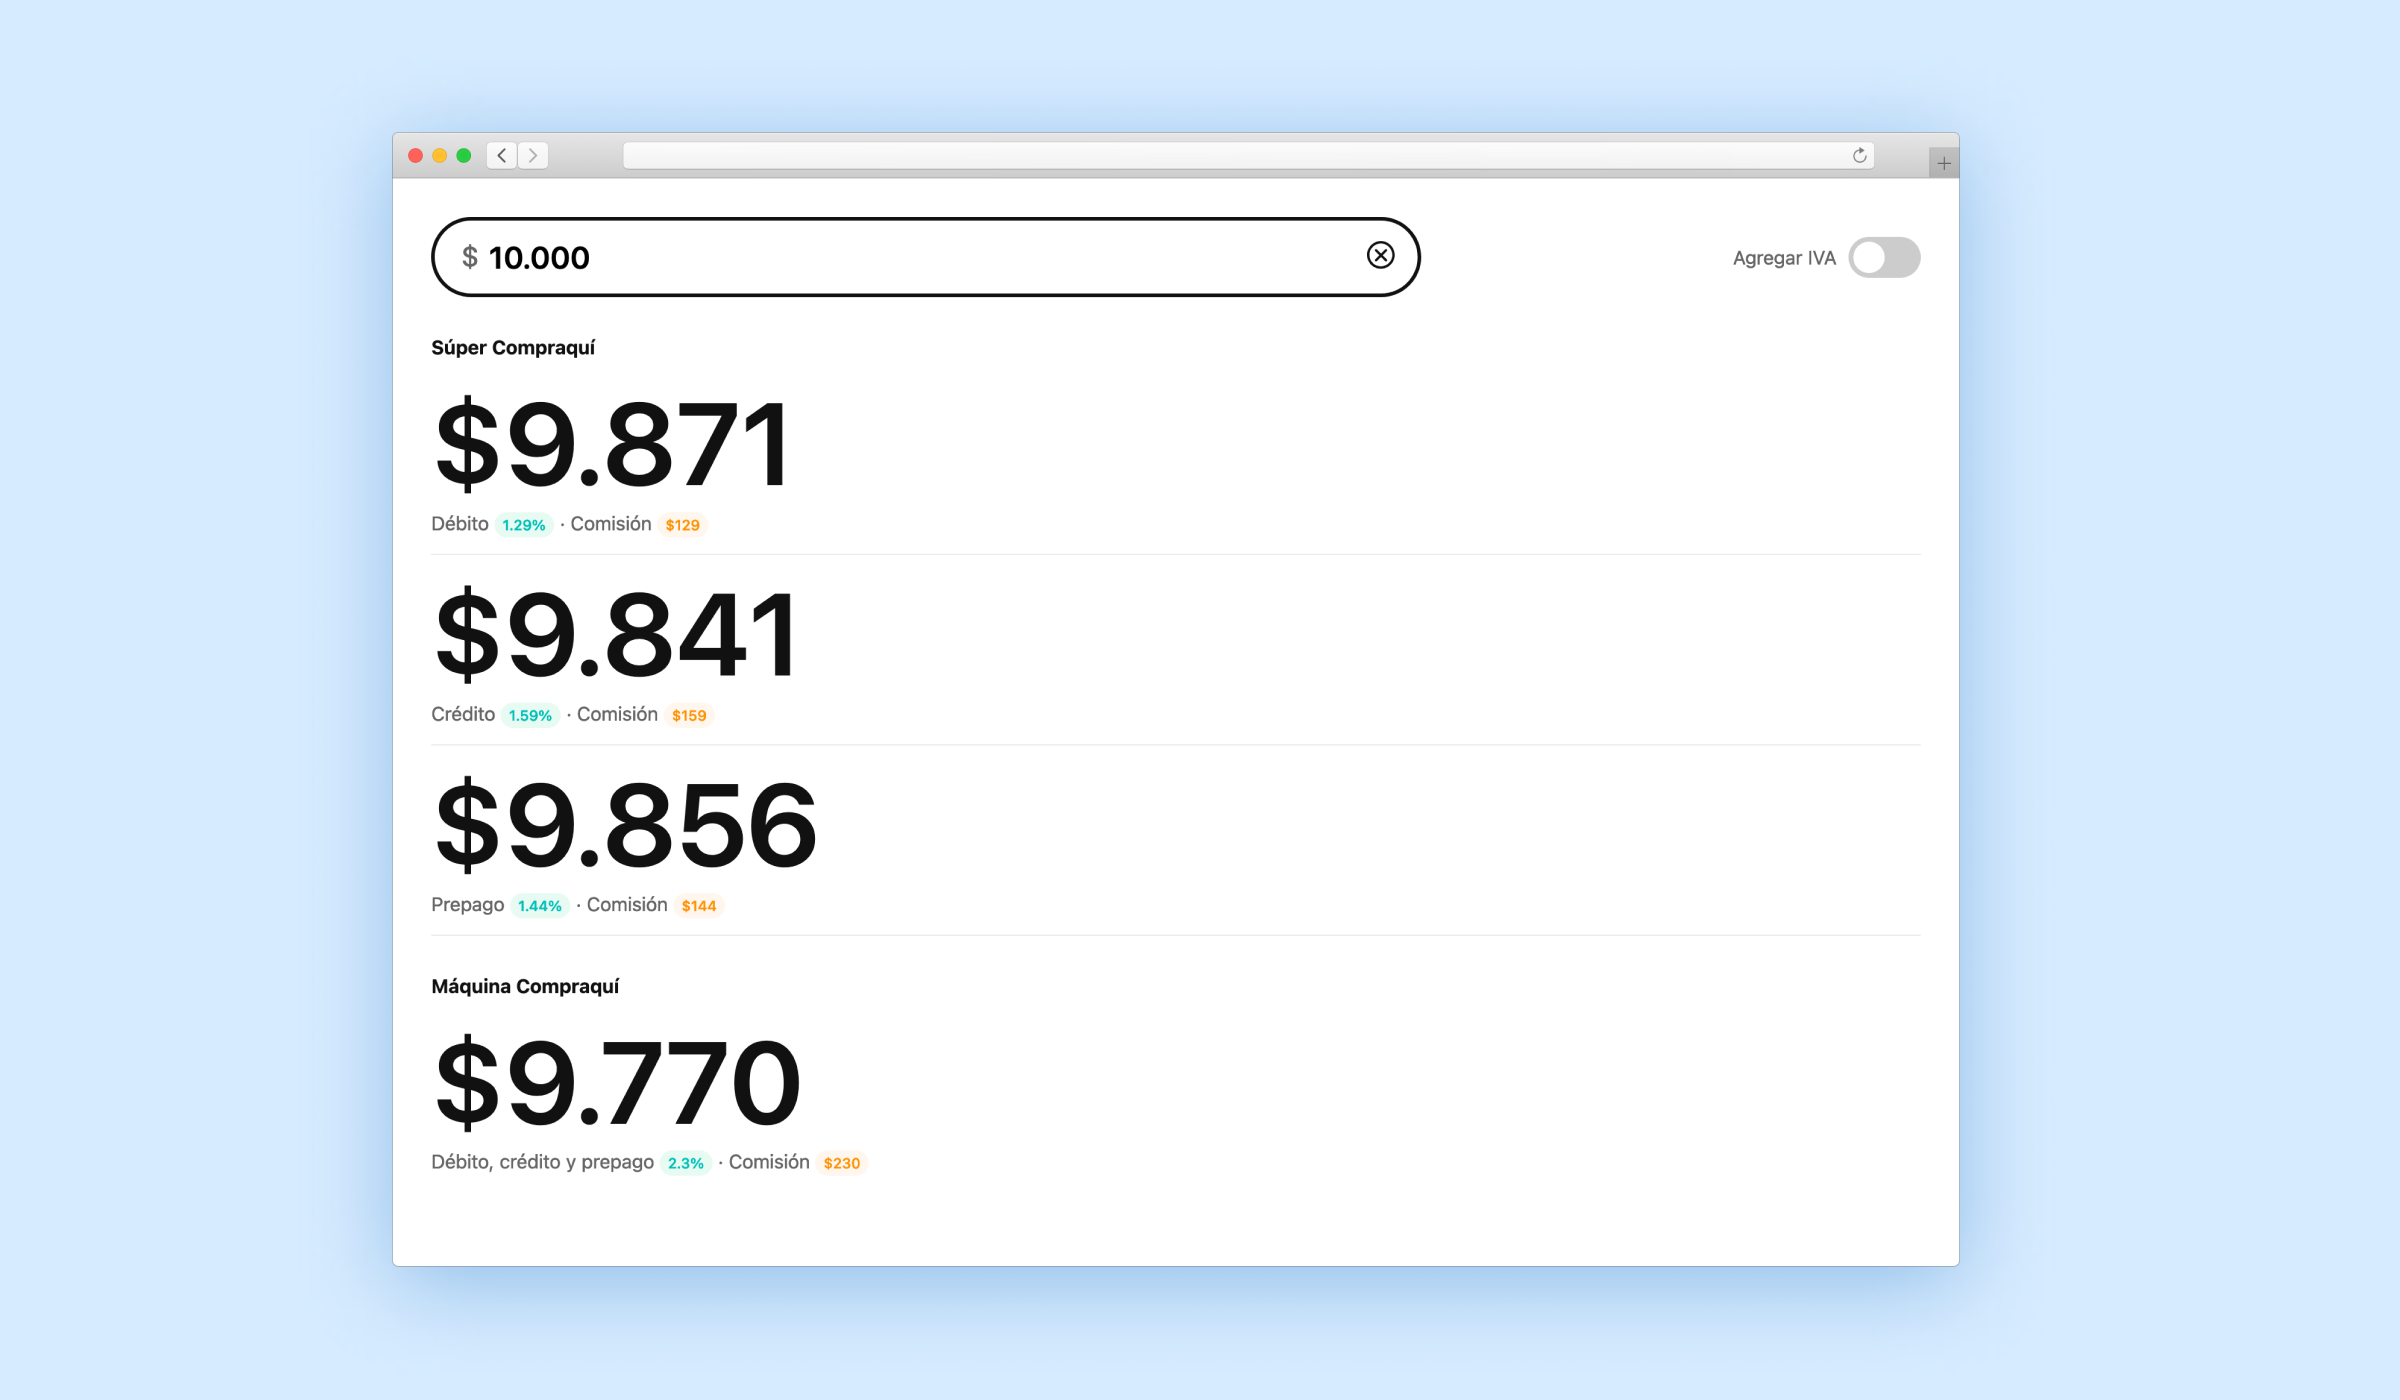 $ 10.000
Agregar IVA
Súper Compraquí
$9.871
Débito 1.29% · Comisión $129
$9.841
Crédito 1.59% · Comisión $159
$9.856
Prepago 1.44% · Comisión $144
Máquina Compraquí
$9.770
Débito, crédito y prepago 2.3% · Comisión $230